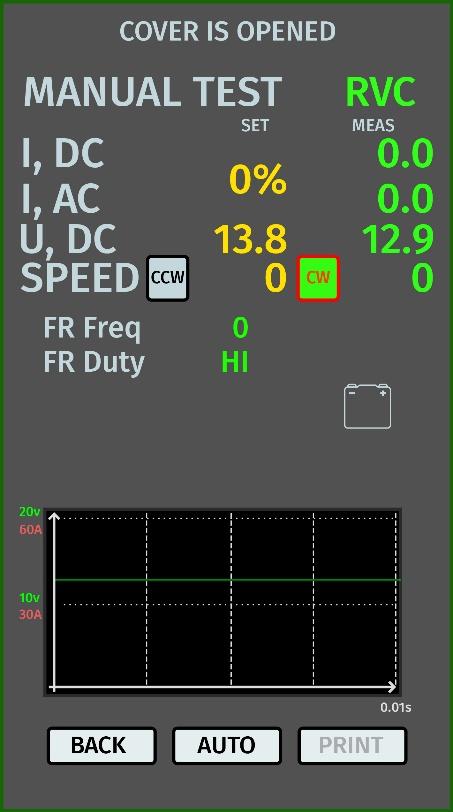 COVER IS OPENED
MANUAL TEST RVC
SET MEAS
I, DC 0.0
0%
I, AC 0.0
U, DC 13.8 12.9
SPEED CCW 0 CW 0
FR Freq 0
FR Duty HI
- +
20v
60A
10v
30A
0.01s
BACK AUTO PRINT